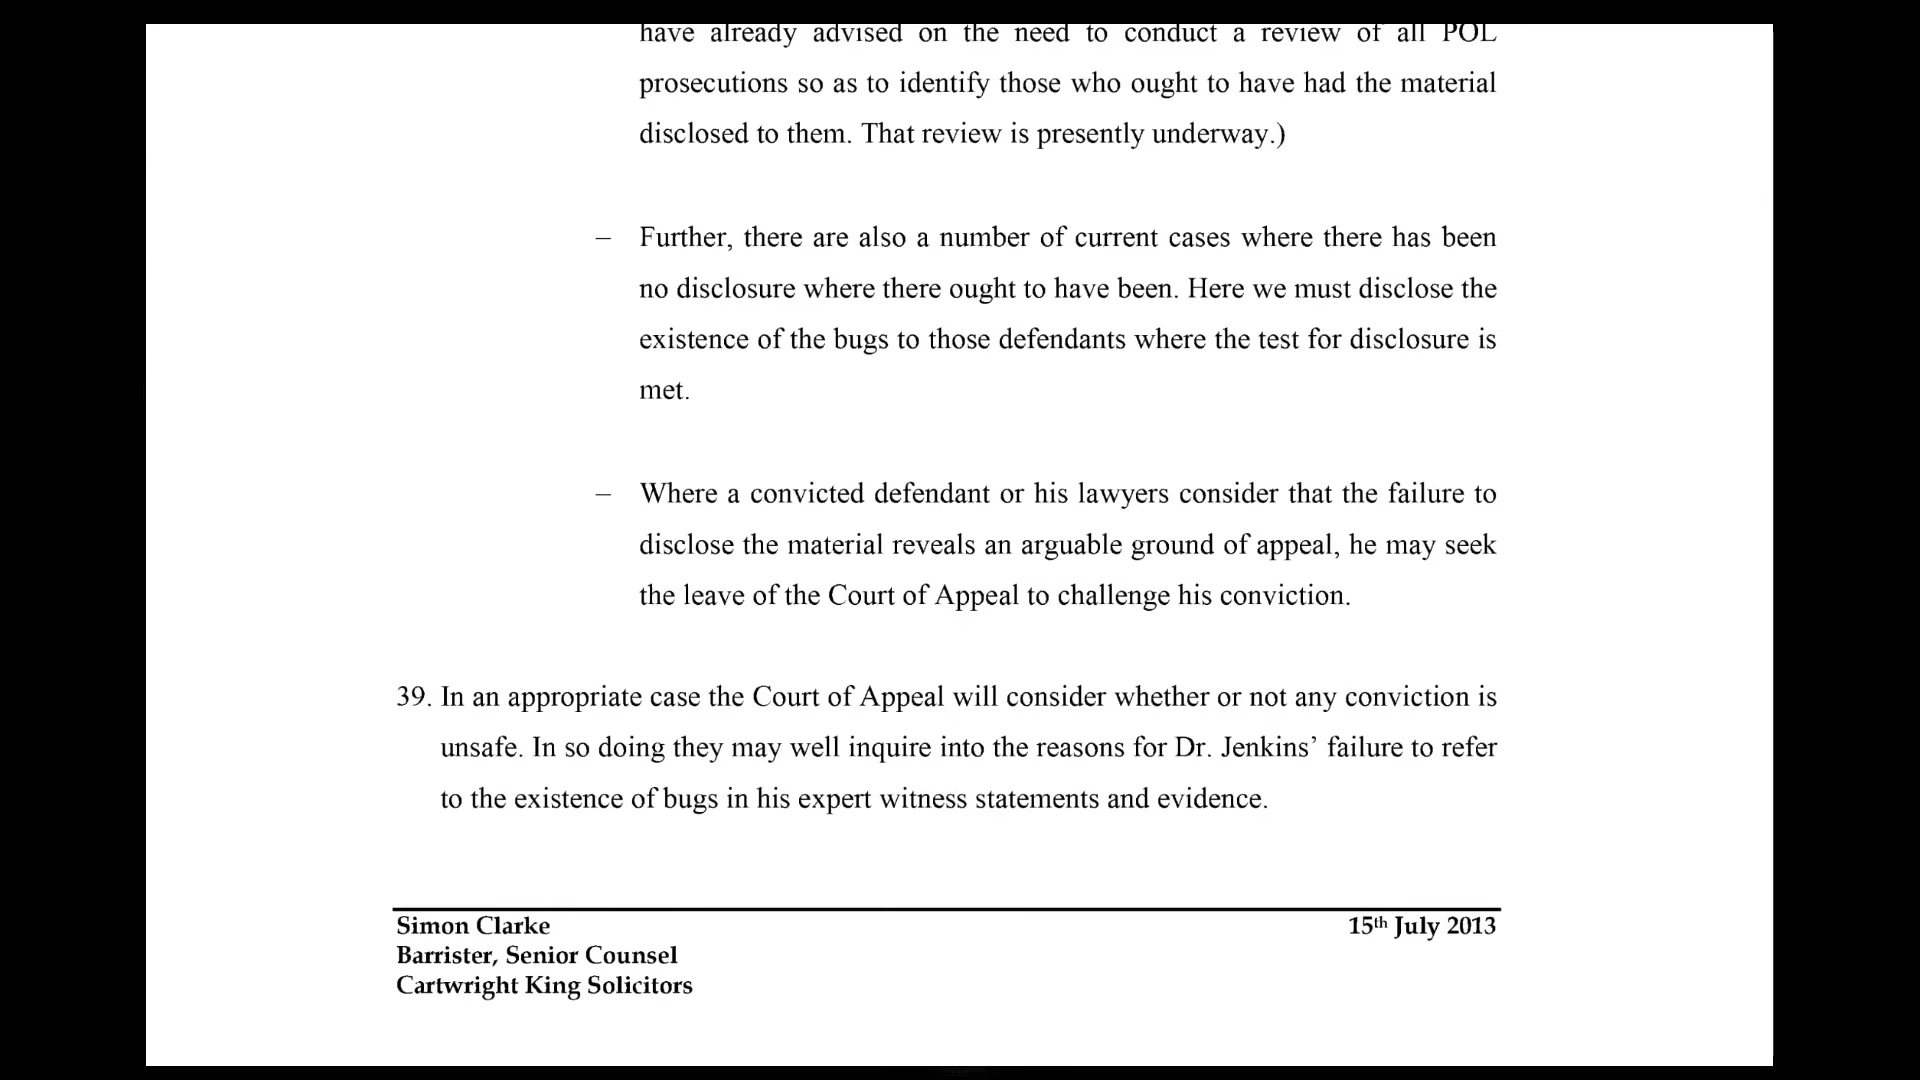 have already advised on the need to conduct a review of all POL
prosecutions so as to identify those who ought to have had the material
disclosed to them. That review is presently underway.)
– Further, there are also a number of current cases where there has been
no disclosure where there ought to have been. Here we must disclose the
existence of the bugs to those defendants where the test for disclosure is
met.
– Where a convicted defendant or his lawyers consider that the failure to
disclose the material reveals an arguable ground of appeal, he may seek
the leave of the Court of Appeal to challenge his conviction.
39. In an appropriate case the Court of Appeal will consider whether or not any conviction is
unsafe. In so doing they may well inquire into the reasons for Dr. Jenkins’ failure to refer
to the existence of bugs in his expert witness statements and evidence.
Simon Clarke 15th July 2013
Barrister, Senior Counsel
Cartwright King Solicitors